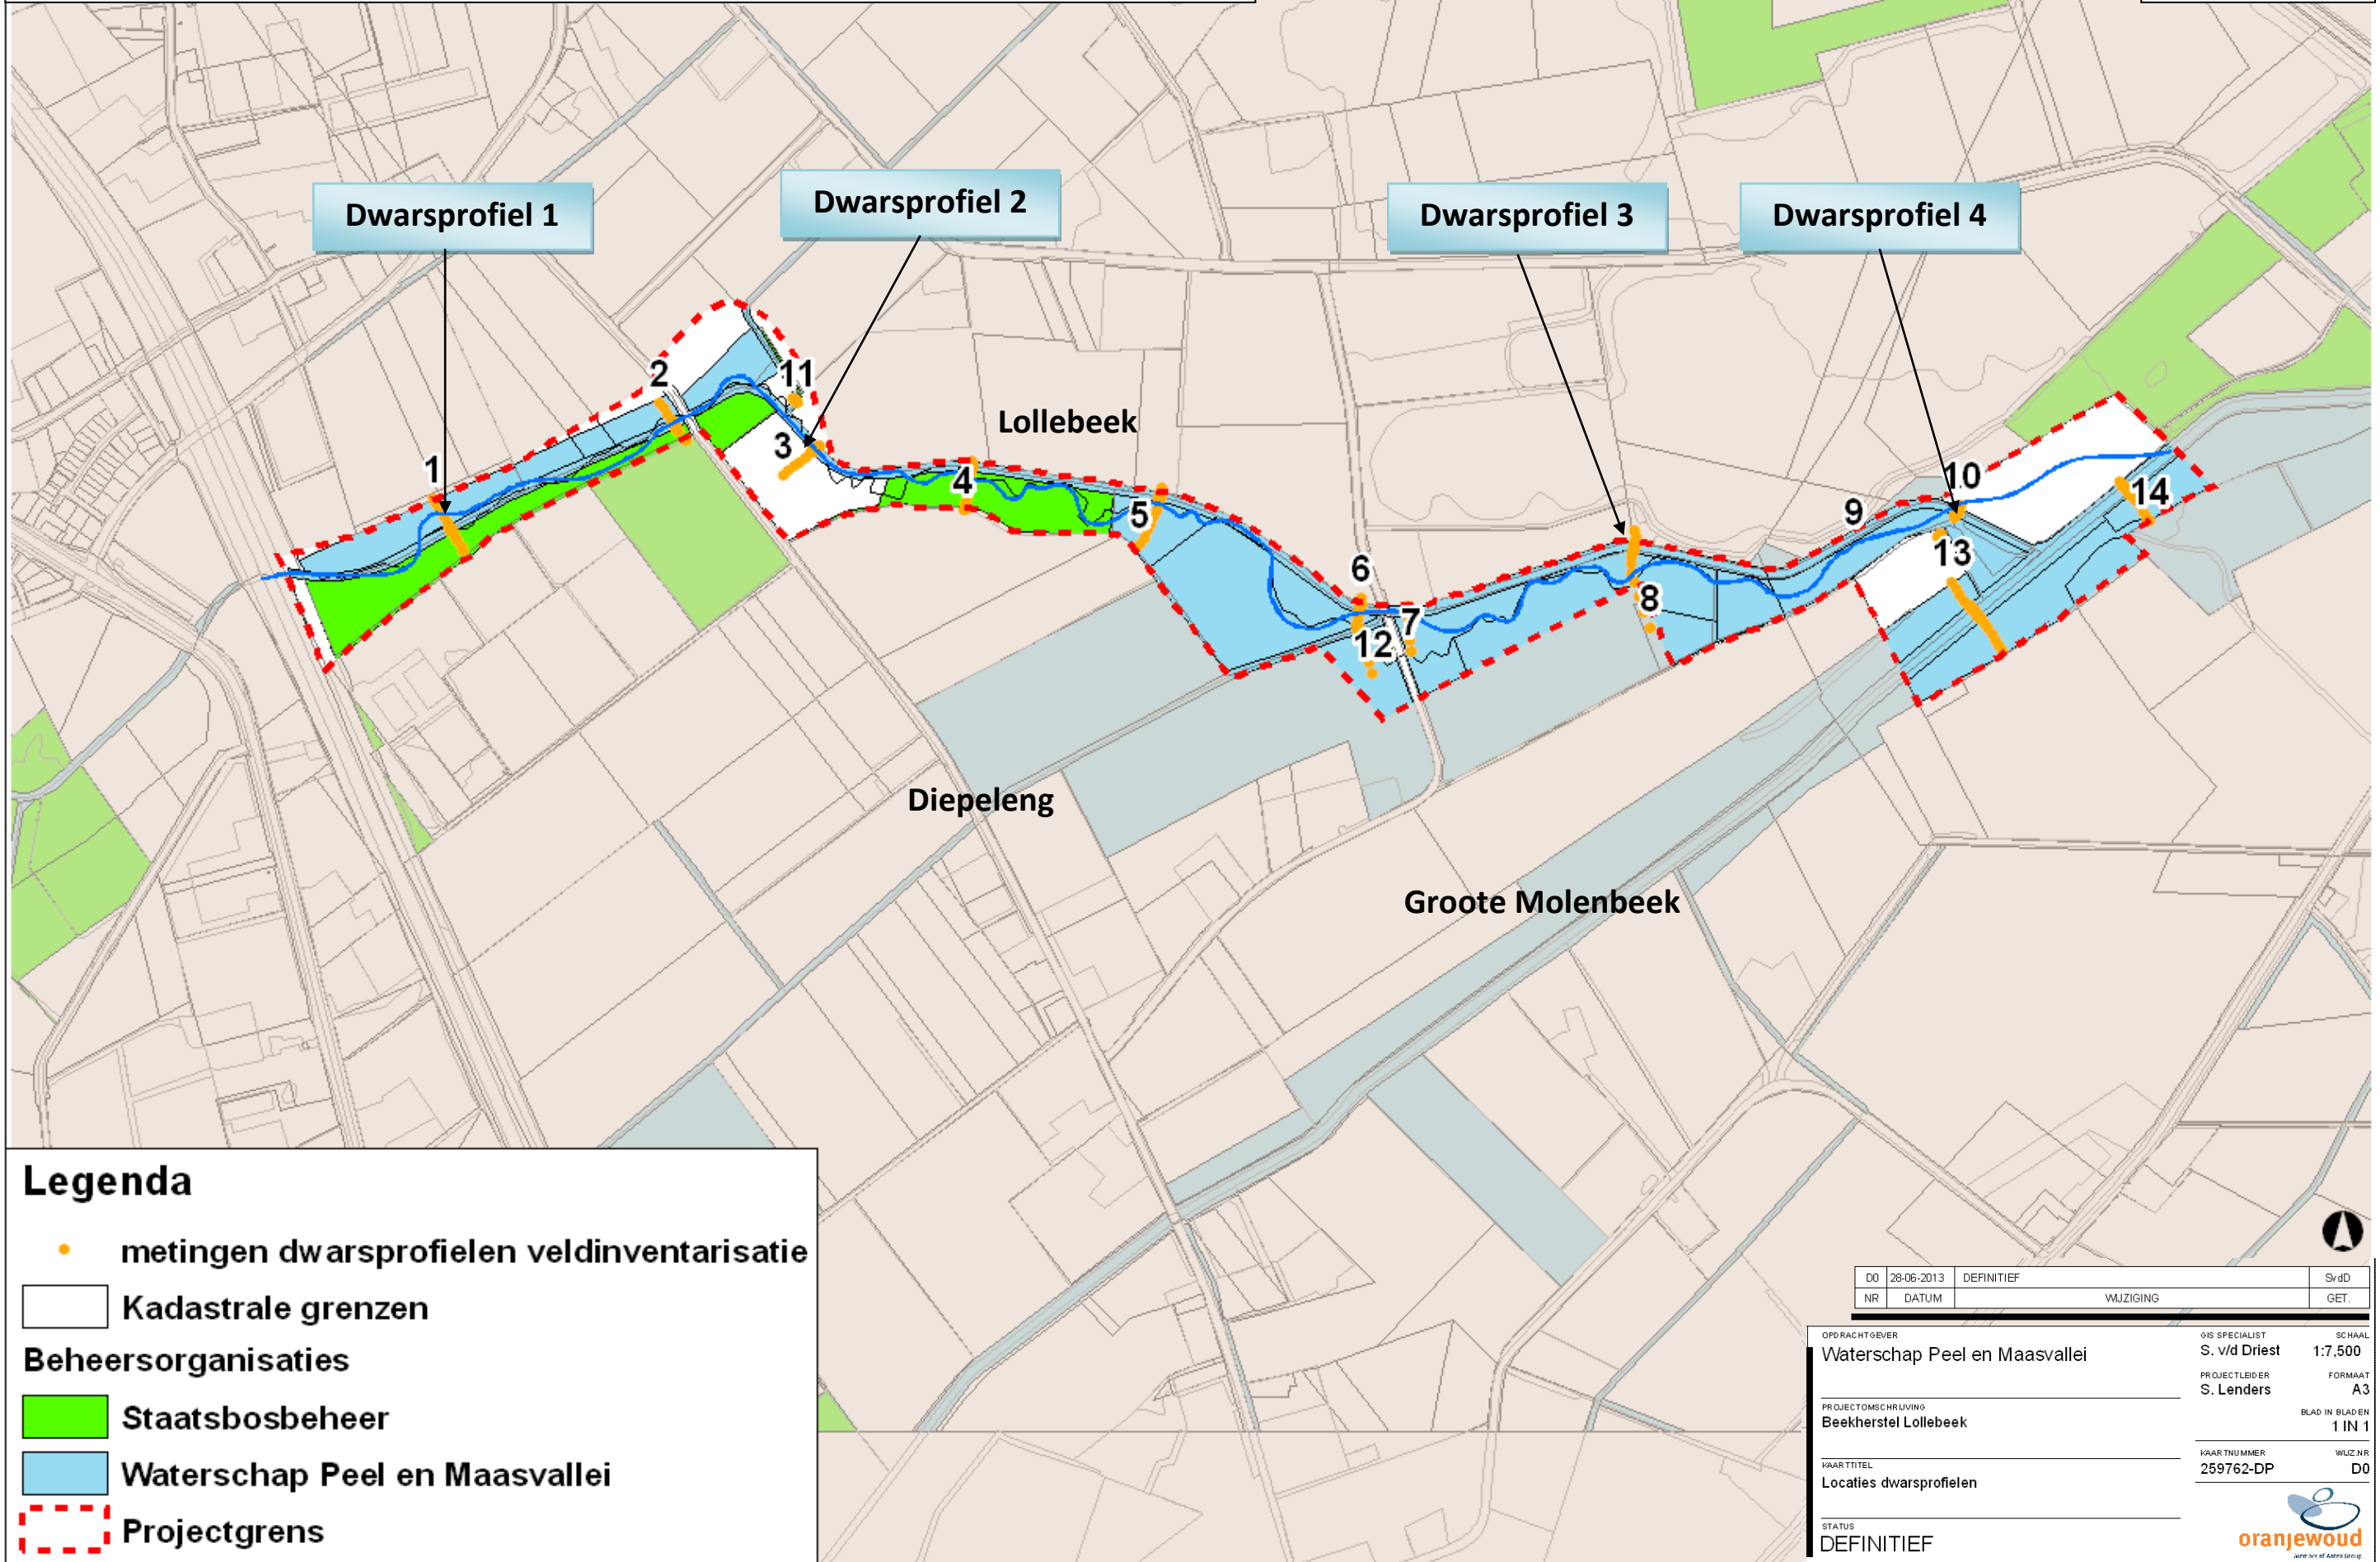 Dwarsprofiel 1
Dwarsprofiel 2
Dwarsprofiel 3
Dwarsprofiel 4
2
11
Lollebeek
3
1
4
5
10
9
14
13
6
8
7
12
Diepeleng
Groote Molenbeek
Legenda
metingen dwarsprofielen veldinventarisatie
Kadastrale grenzen
Beheersorganisaties
Staatsbosbeheer
Waterschap Peel en Maasvallei
Projectgrens
D0 28-06-2013 DEFINITIEF SvdD
NR DATUM WIJZIGING GET.
OPDRACHTGEVER
Waterschap Peel en Maasvallei
PROJECTOMSCHRIJVING
Beekherstel Lollebeek
KAARTTITEL
Locaties dwarsprofielen
STATUS
DEFINITIEF
GIS SPECIALIST SCHAAL
S. v/d Driest 1:7,500
PROJECTLEIDER FORMAAT
S. Lenders A3
BLAD IN BLADEN
1 IN 1
KAARTNUMMER WIJZ.NR
259762-DP D0
oranjewoud